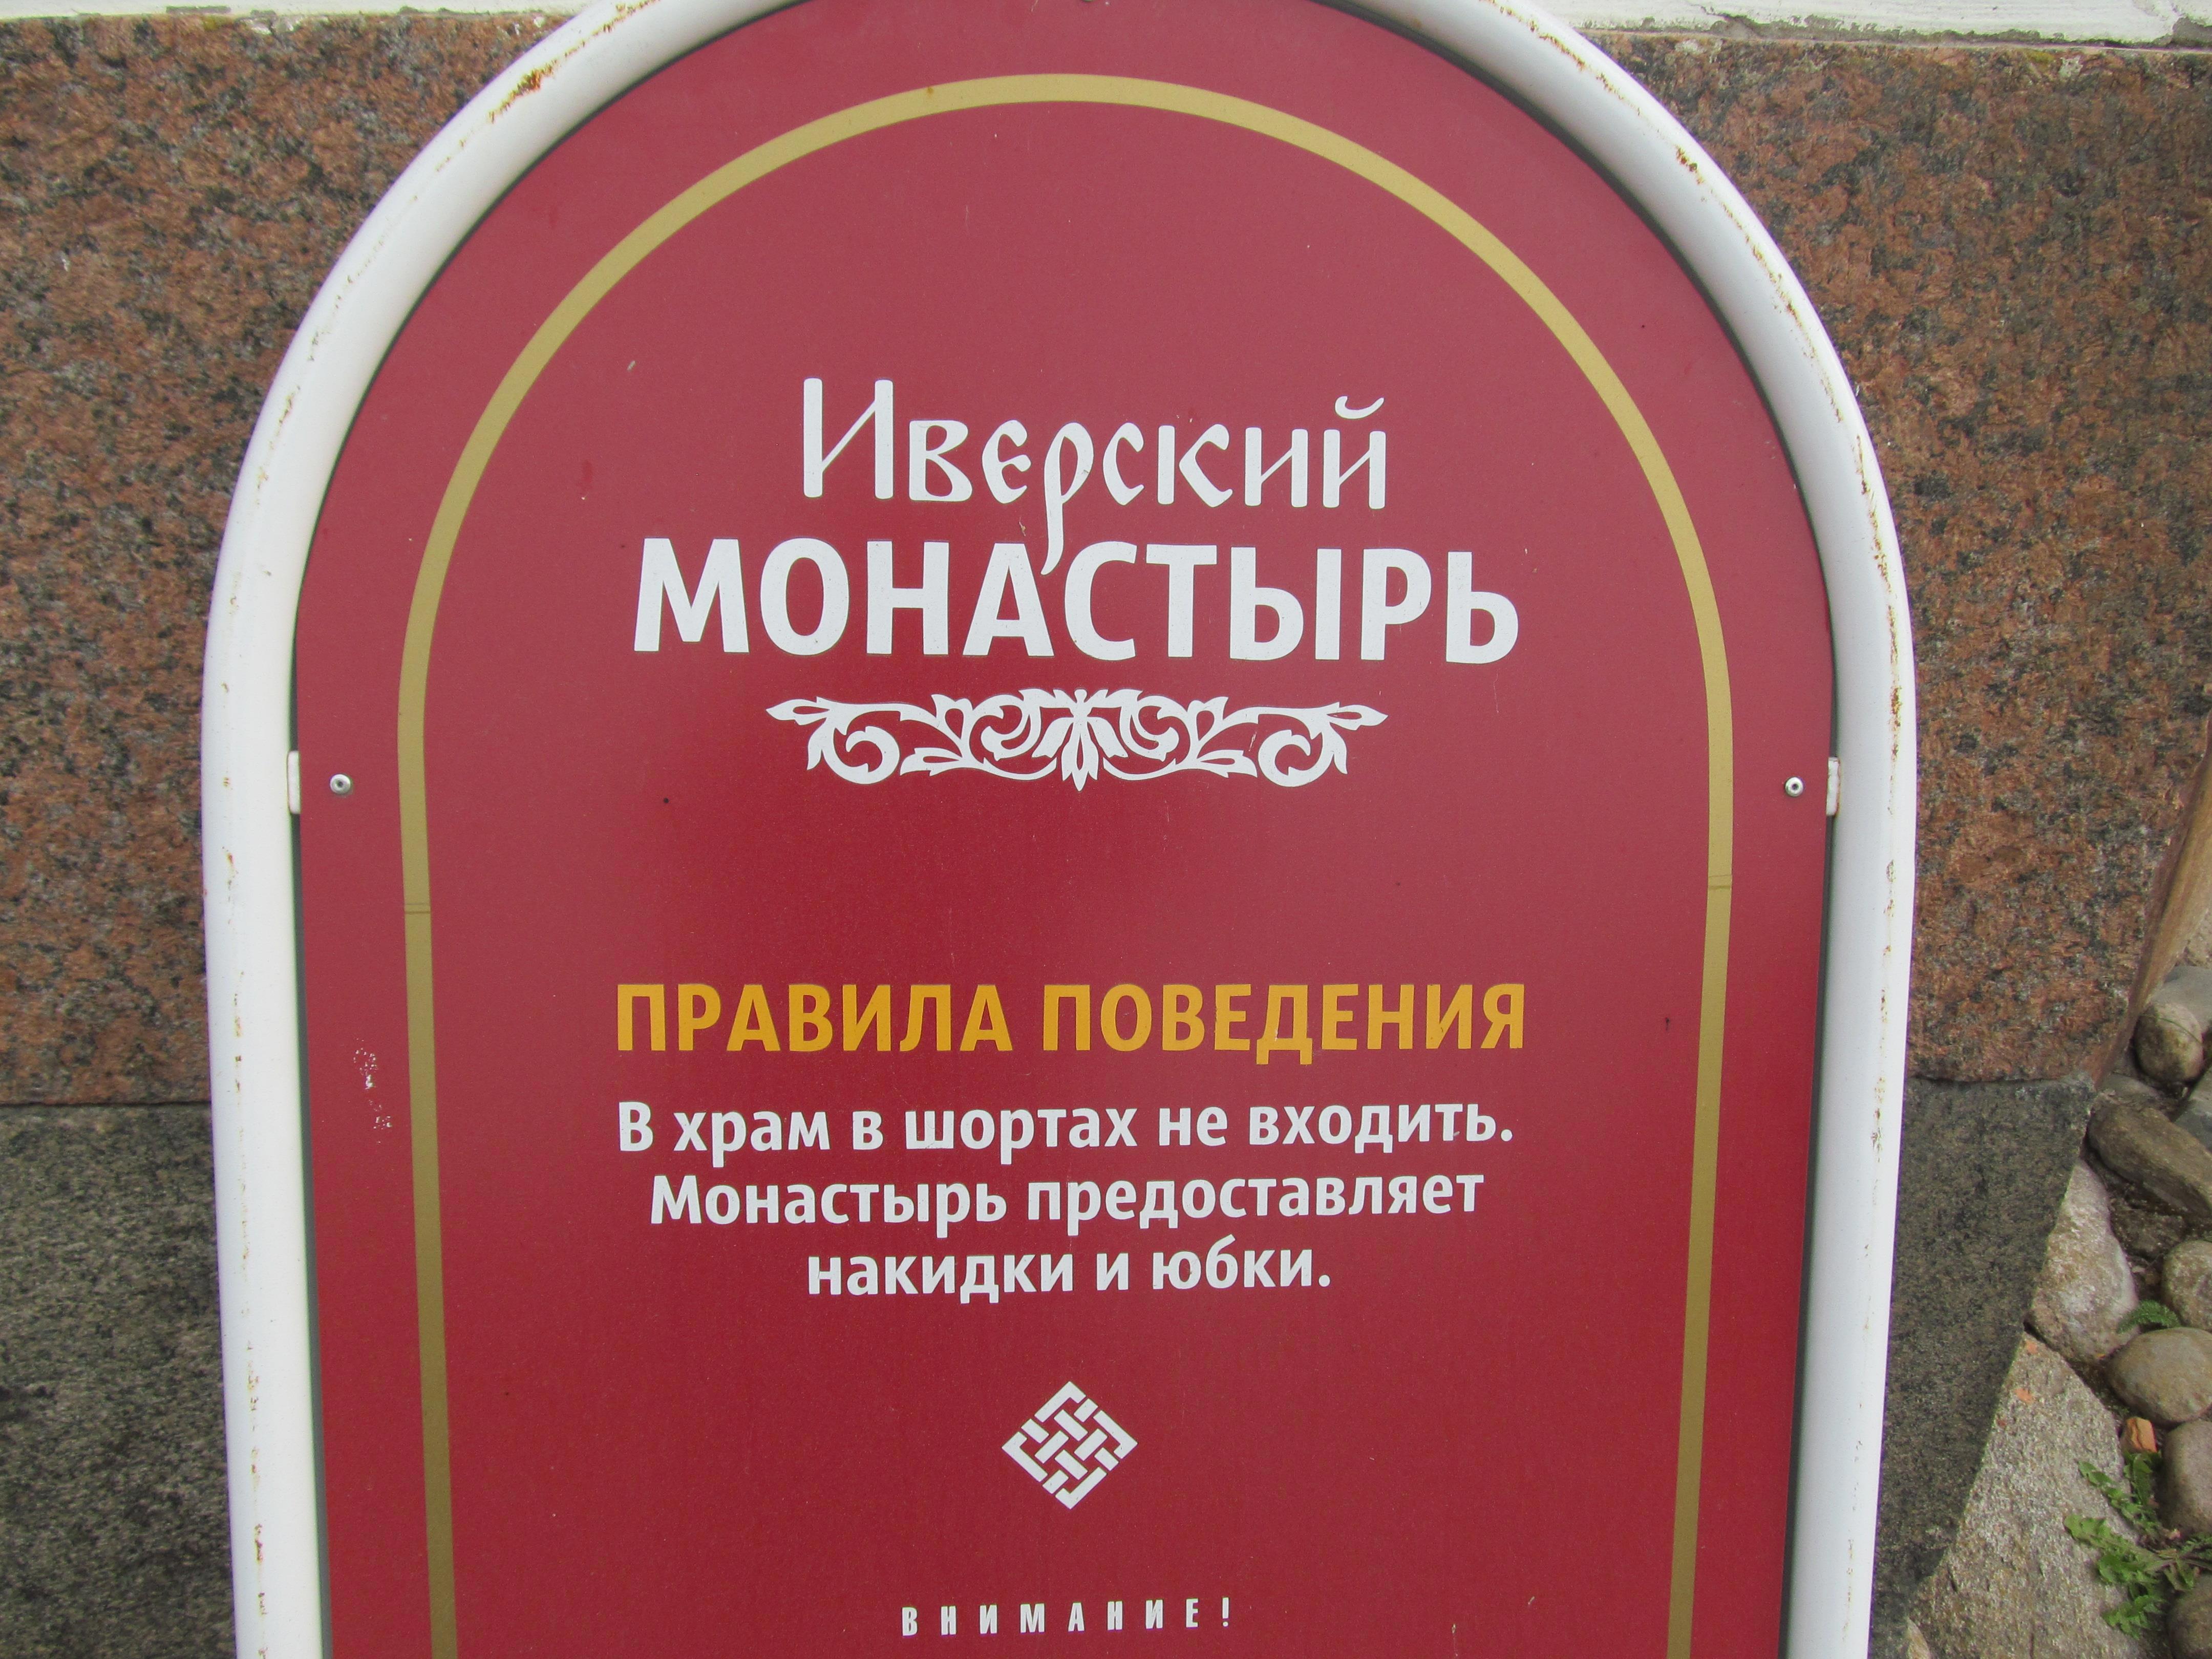 Иверский
МОНАСТЫРЬ
ПРАВИЛА ПОВЕДЕНИЯ
В храм в шортах не входить.
Монастырь предоставляет
накидки и юбки.
ВНИМАНИЕ!